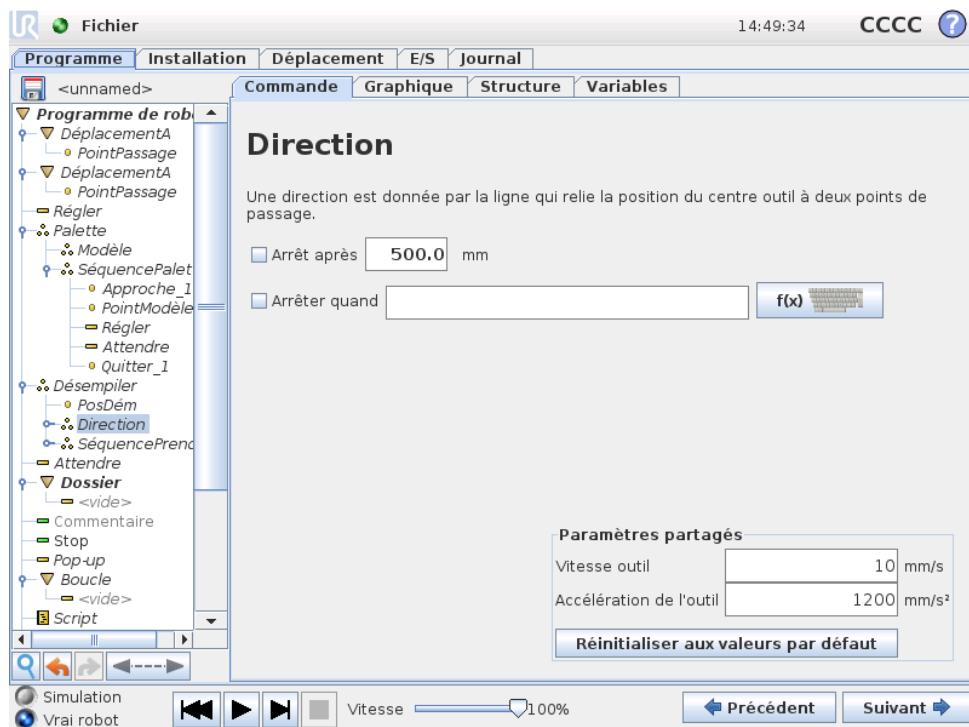 UR Fichier 14:49:34 CCCC ?
Programme Installation Déplacement E/S Journal
<unnamed>
Commande Graphique Structure Variables
Programme de rob
DéplacementA
PointPassage
DéplacementA
PointPassage
Régler
Palette
Modèle
SéquencePalet
Approche_1
PointModèle
Régler
Attendre
Quitter_1
Désempiler
PosDém
Direction
SéquencePrend
Attendre
Dossier
<vide>
Commentaire
Stop
Pop-up
Boucle
<vide>
Script
Direction
Une direction est donnée par la ligne qui relie la position du centre outil à deux points de
passage.
Arrêt après 500.0 mm
Arrêter quand f(x)
Paramètres partagés
Vitesse outil 10 mm/s
Accélération de l'outil 1200 mm/s²
Réinitialiser aux valeurs par défaut
Simulation
Vrai robot
Vitesse 100%
Précédent Suivant